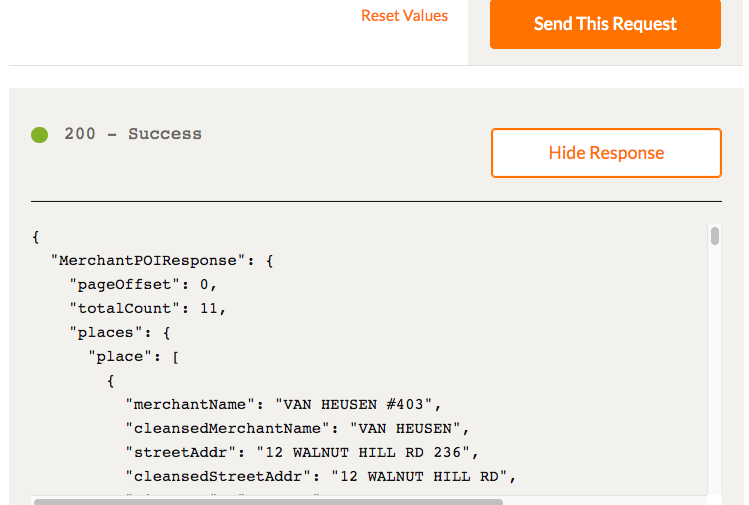 Reset Values
Send This Request
200 – Success
Hide Response
{
"MerchantPOIResponse": {
"pageOffset": 0,
"totalCount": 11,
"places": {
"place": [
{
"merchantName": "VAN HEUSEN #403",
"cleansedMerchantName": "VAN HEUSEN",
"streetAddr": "12 WALNUT HILL RD 236",
"cleansedStreetAddr": "12 WALNUT HILL RD",